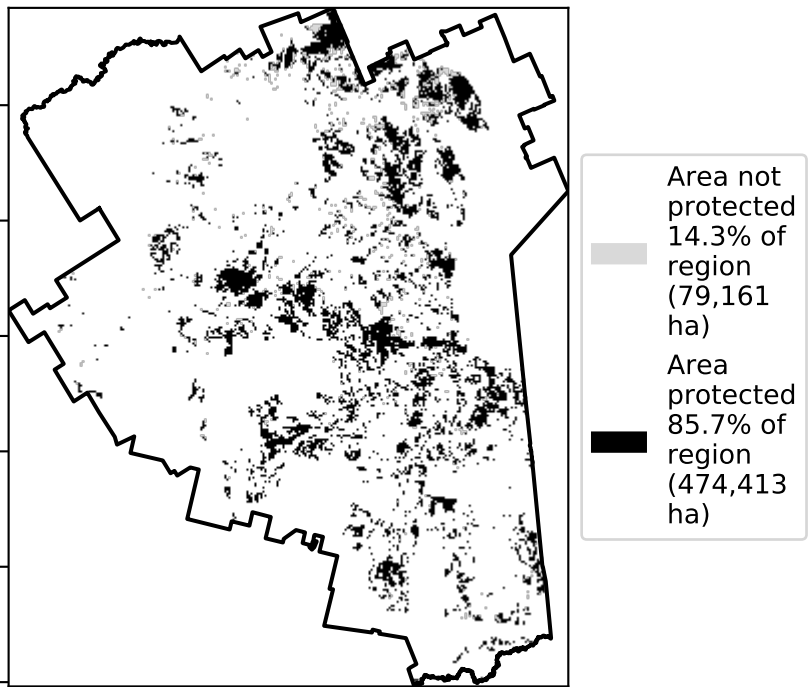 Area not
protected
14.3% of
region
(79,161
ha)
Area
protected
85.7% of
region
(474,413
ha)